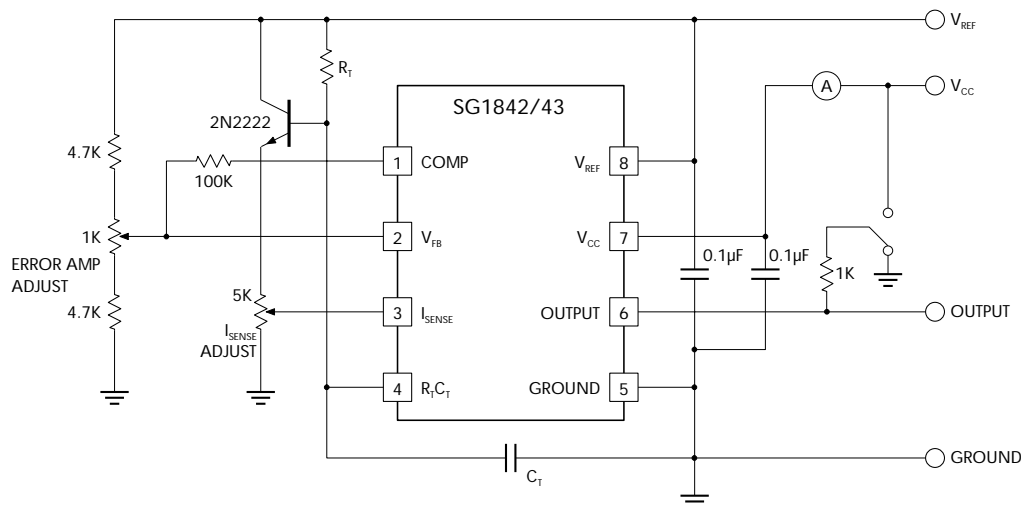 V_REF
R_T
A
V_CC
SG1842/43
2N2222
4.7K
1 COMP
V_REF 8
100K
1K
ERROR AMP
ADJUST
2 V_FB
V_CC 7
0.1µF
0.1µF
1K
4.7K
5K
I_SENSE
ADJUST
3 I_SENSE
OUTPUT 6
OUTPUT
4 R_TC_T
GROUND 5
GROUND
C_T